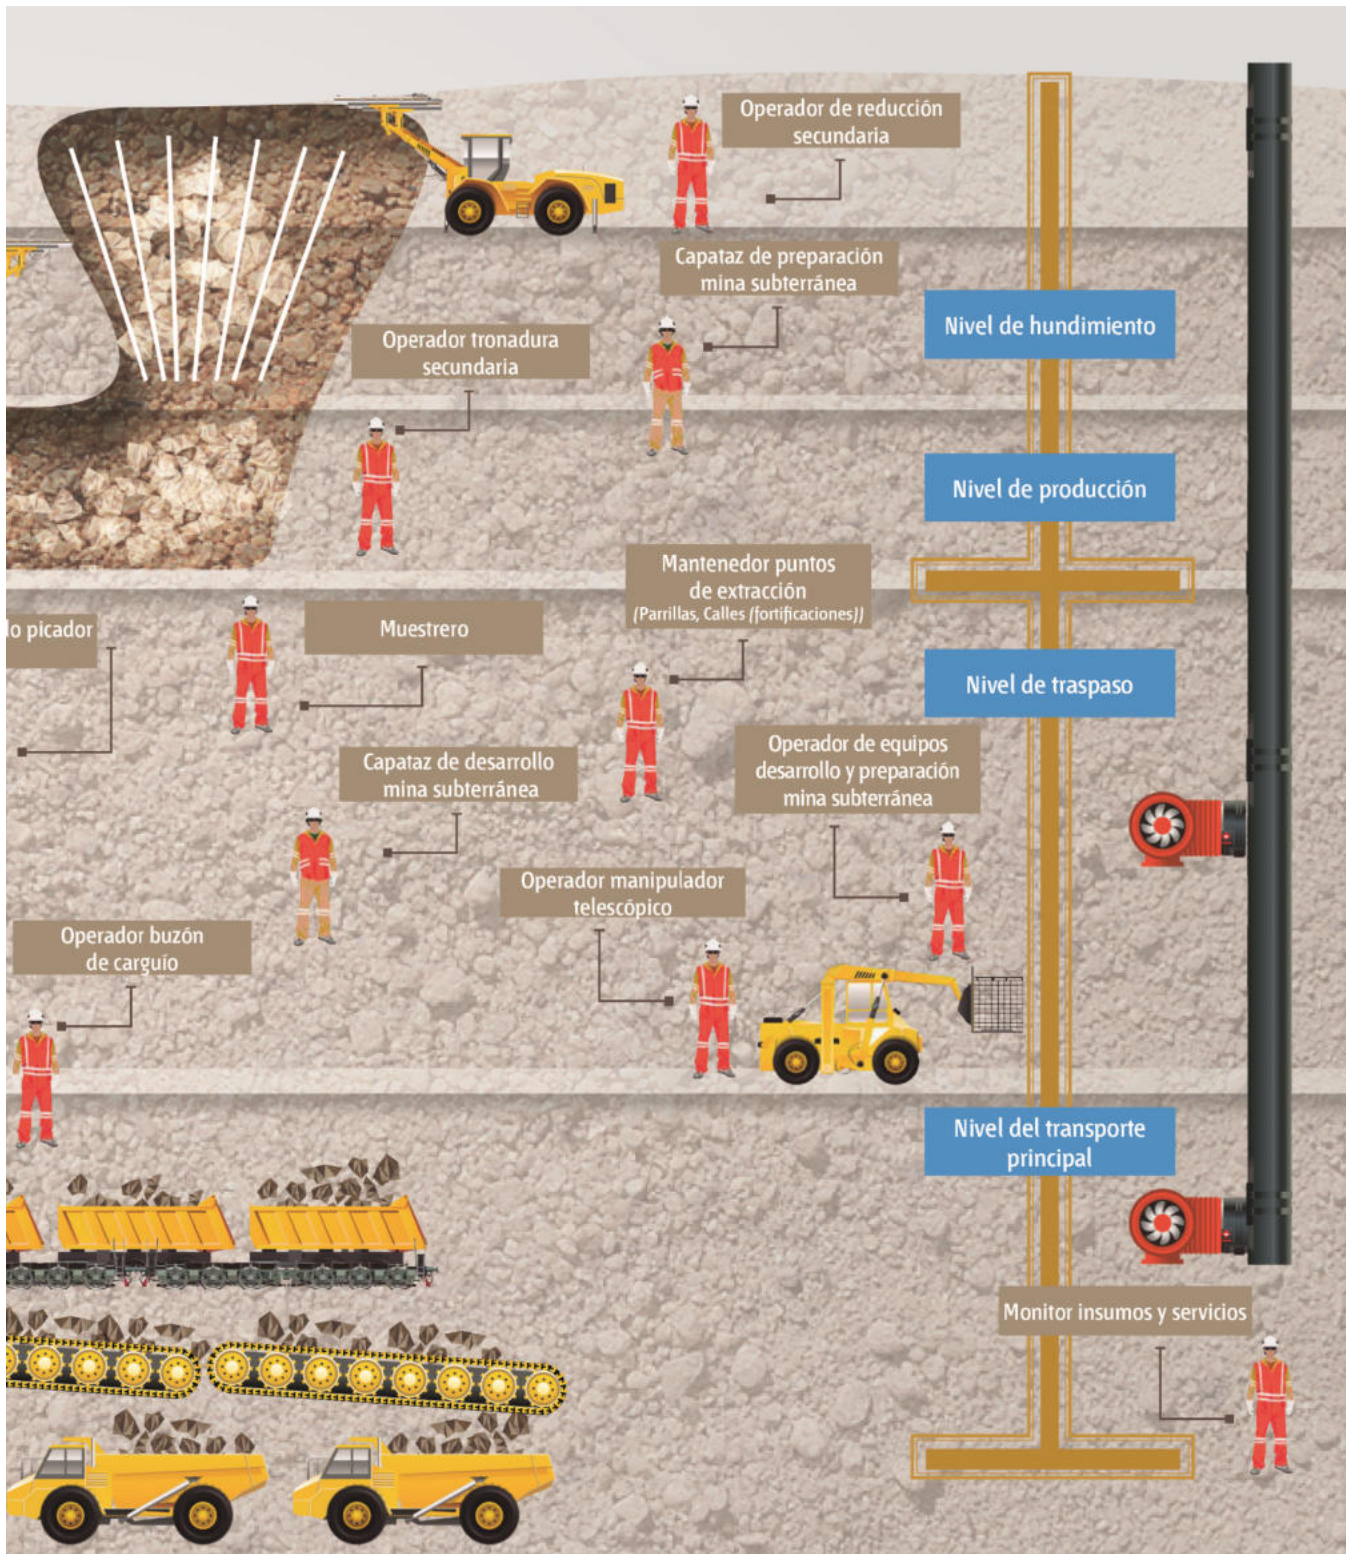 Operador de reducción
secundaria
Capataz de preparación
mina subterránea
Nivel de hundimiento
Operador tronadura
secundaria
Nivel de producción
Mantenedor puntos
de extracción
(Parrillas, Calles (fortificaciones))
lo picador
Muestrero
Nivel de traspaso
Operador de equipos
desarrollo y preparación
mina subterránea
Capataz de desarrollo
mina subterránea
Operador manipulador
telescópico
Operador buzón
de carguío
Nivel del transporte
principal
Monitor insumos y servicios